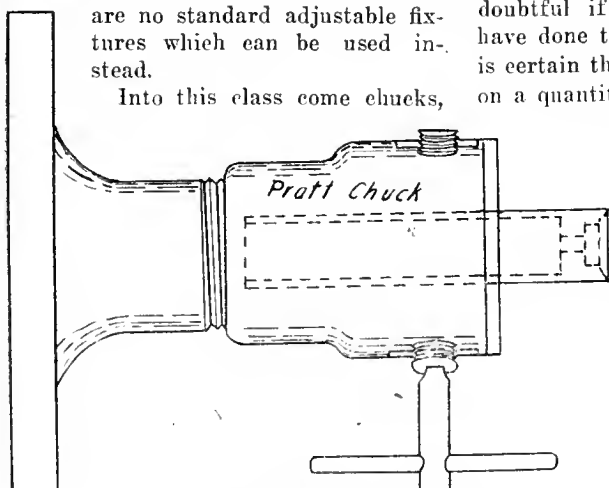 are no standard adjustable fix-
tures which can be used in-
stead.
Into this class come chucks,
doubtful if
have done t
is certain th
on a quantit
Pratt Chuck